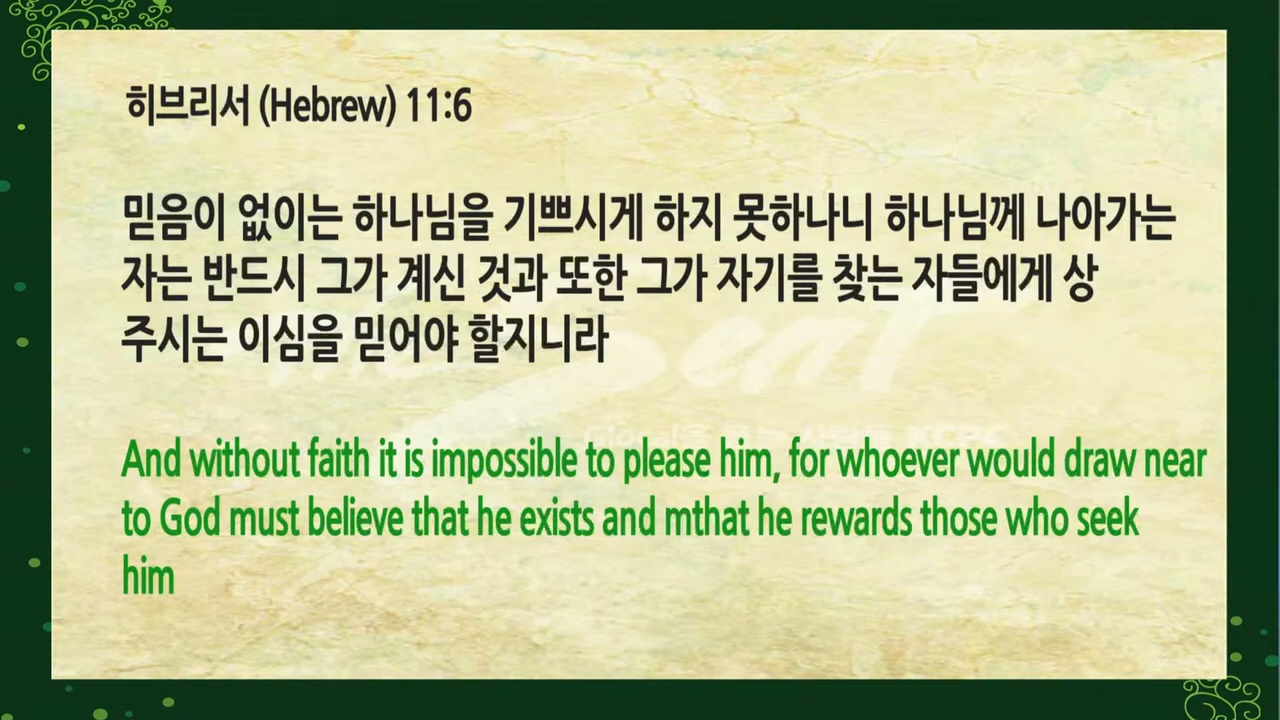 히브리서 (Hebrew) 11:6
믿음이 없이는 하나님을 기쁘시게 하지 못하나니 하나님께 나아가는
자는 반드시 그가 계신 것과 또한 그가 자기를 찾는 자들에게 상
주시는 이심을 믿어야 할지니라
And without faith it is impossible to please him, for whoever would draw near
to God must believe that he exists and mthat he rewards those who seek
him